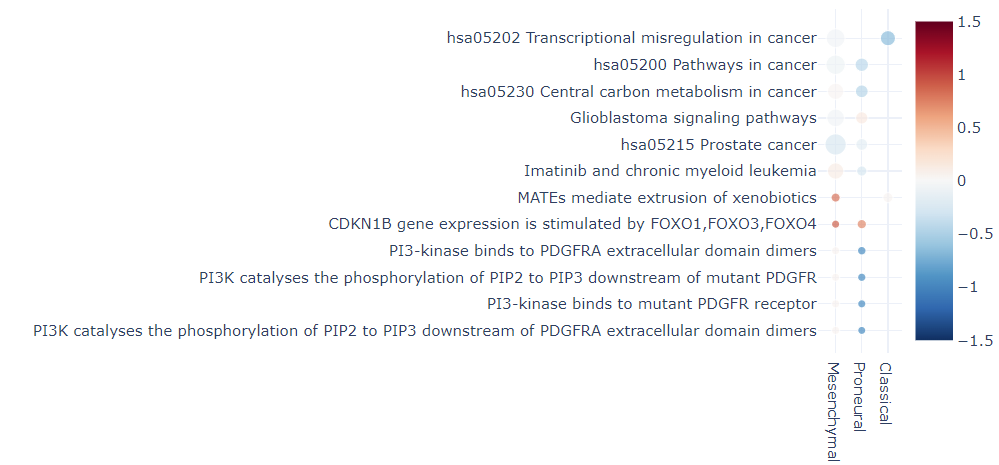 hsa05202 Transcriptional misregulation in cancer
hsa05200 Pathways in cancer
hsa05230 Central carbon metabolism in cancer
Glioblastoma signaling pathways
hsa05215 Prostate cancer
Imatinib and chronic myeloid leukemia
MATEs mediate extrusion of xenobiotics
CDKN1B gene expression is stimulated by FOXO1,FOXO3,FOXO4
PI3-kinase binds to PDGFRA extracellular domain dimers
PI3K catalyses the phosphorylation of PIP2 to PIP3 downstream of mutant PDGFR
PI3-kinase binds to mutant PDGFR receptor
PI3K catalyses the phosphorylation of PIP2 to PIP3 downstream of PDGFRA extracellular domain dimers
Mesenchymal
Proneural
Classical
1.5
1
0.5
0
−0.5
−1
−1.5